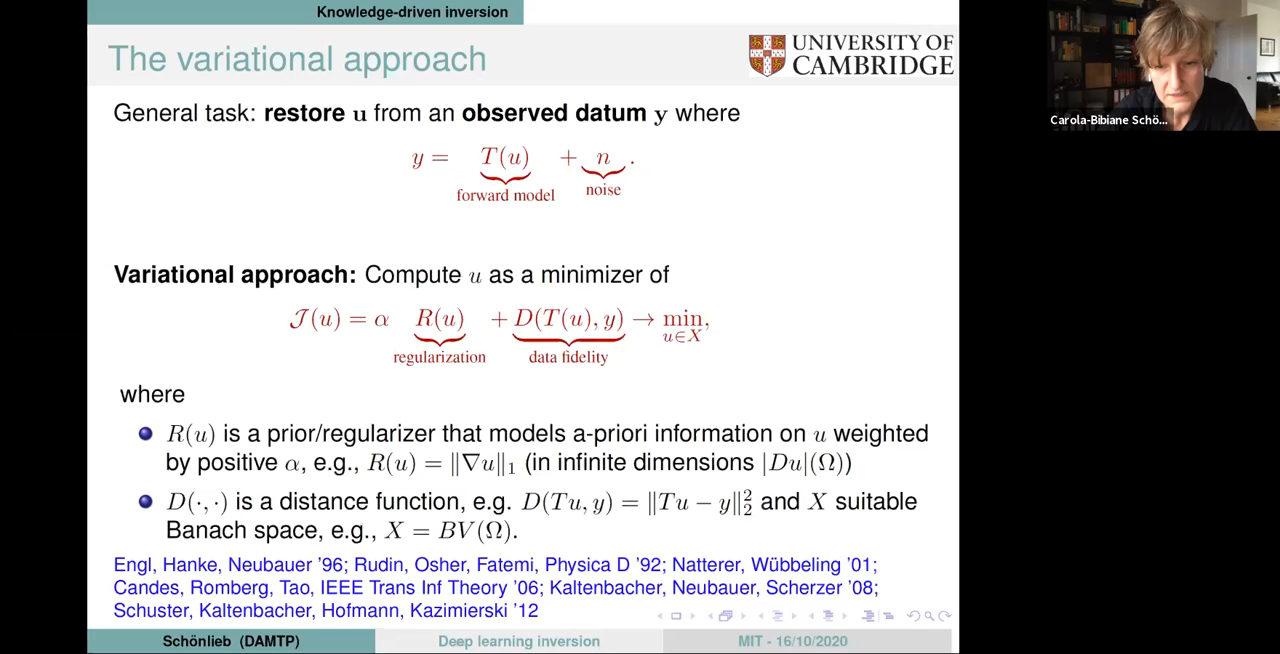 Knowledge-driven inversion
The variational approach
UNIVERSITY OF
CAMBRIDGE
General task: restore u from an observed datum y where
y = T(u) + n .
forward model
noise
Variational approach: Compute u as a minimizer of
𝒥(u) = α R(u) + D(T(u), y) → min,
u∈X
regularization
data fidelity
where
R(u) is a prior/regularizer that models a-priori information on u weighted
by positive α, e.g., R(u) = ‖∇u‖₁ (in infinite dimensions |Du|(Ω))
D(·, ·) is a distance function, e.g. D(Tu, y) = ‖Tu − y‖₂² and X suitable
Banach space, e.g., X = BV(Ω).
Engl, Hanke, Neubauer '96; Rudin, Osher, Fatemi, Physica D '92; Natterer, Wübbeling '01;
Candes, Romberg, Tao, IEEE Trans Inf Theory '06; Kaltenbacher, Neubauer, Scherzer '08;
Schuster, Kaltenbacher, Hofmann, Kazimierski '12
Schönlieb (DAMTP)
Deep learning inversion
MIT - 16/10/2020
Carola-Bibiane Schö...